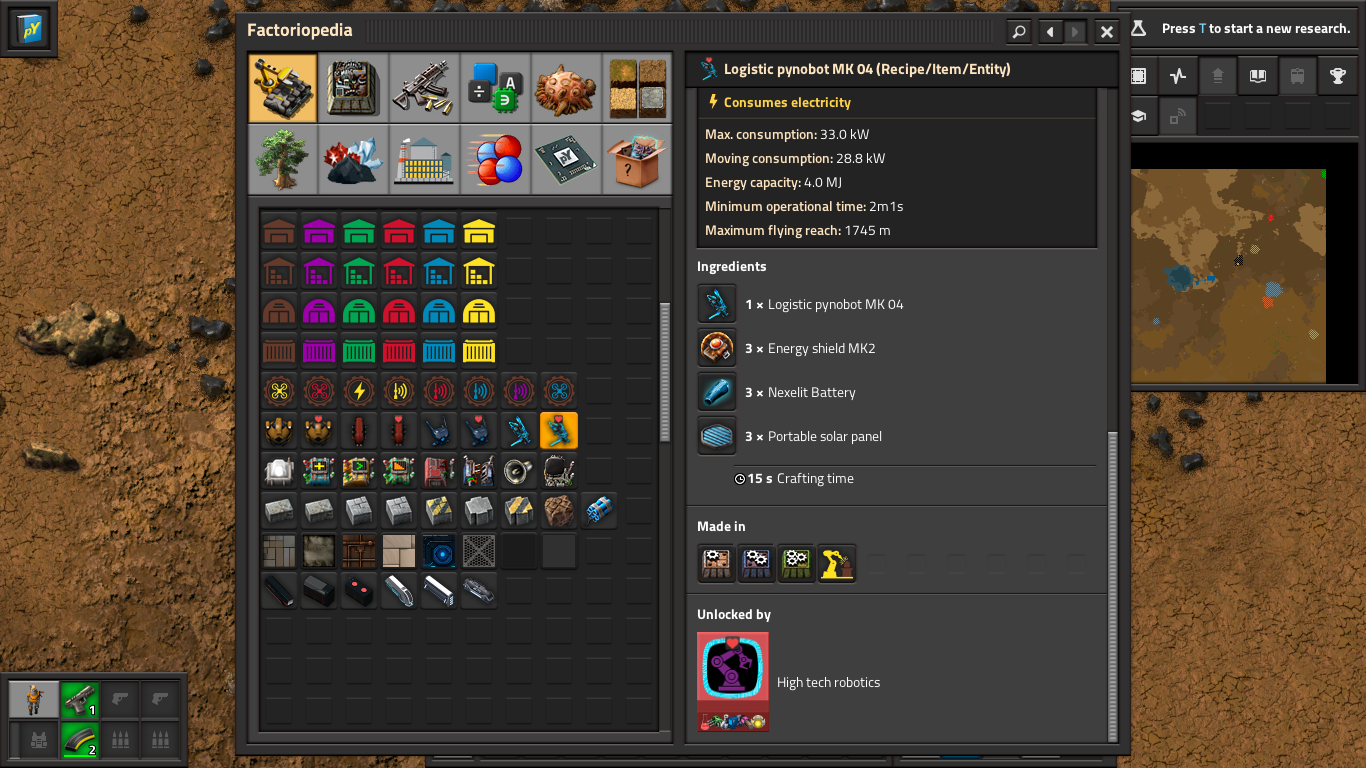 pY
Factoriopedia
Press T to start a new research.
Logistic pynobot MK 04 (Recipe/Item/Entity)
Consumes electricity
Max. consumption: 33.0 kW
Moving consumption: 28.8 kW
Energy capacity: 4.0 MJ
Minimum operational time: 2m1s
Maximum flying reach: 1745 m
Ingredients
1 × Logistic pynobot MK 04
3 × Energy shield MK2
3 × Nexelit Battery
3 × Portable solar panel
15 s Crafting time
Made in
Unlocked by
High tech robotics
A
pY
?
1
2